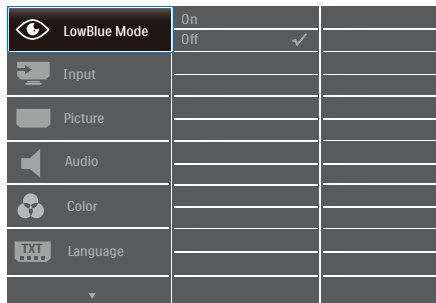 LowBlue Mode
On
Off
Input
Picture
Audio
Color
TXT
Language